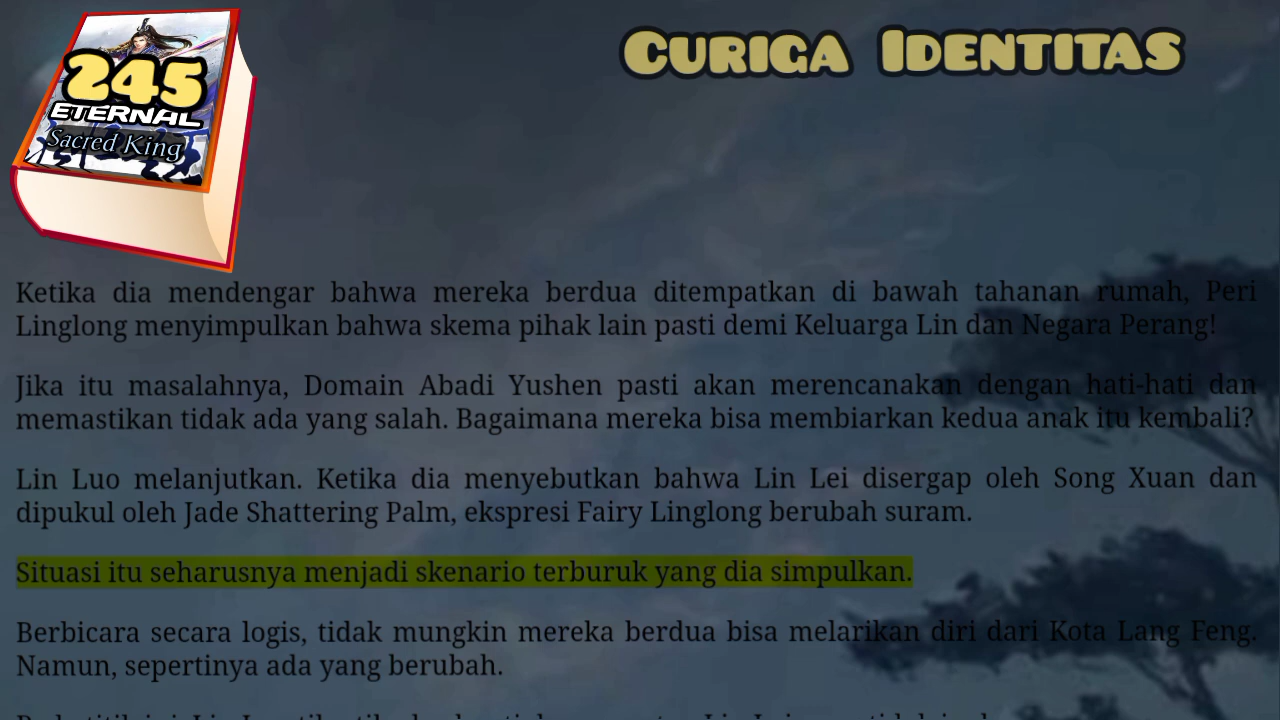 245
ETERNAL
Sacred King
Curiga Identitas
Ketika dia mendengar bahwa mereka berdua ditempatkan di bawah tahanan rumah, Peri
Linglong menyimpulkan bahwa skema pihak lain pasti demi Keluarga Lin dan Negara Perang!
Jika itu masalahnya, Domain Abadi Yushen pasti akan merencanakan dengan hati-hati dan
memastikan tidak ada yang salah. Bagaimana mereka bisa membiarkan kedua anak itu kembali?
Lin Luo melanjutkan. Ketika dia menyebutkan bahwa Lin Lei disergap oleh Song Xuan dan
dipukul oleh Jade Shattering Palm, ekspresi Fairy Linglong berubah suram.
Situasi itu seharusnya menjadi skenario terburuk yang dia simpulkan.
Berbicara secara logis, tidak mungkin mereka berdua bisa melarikan diri dari Kota Lang Feng.
Namun, sepertinya ada yang berubah.